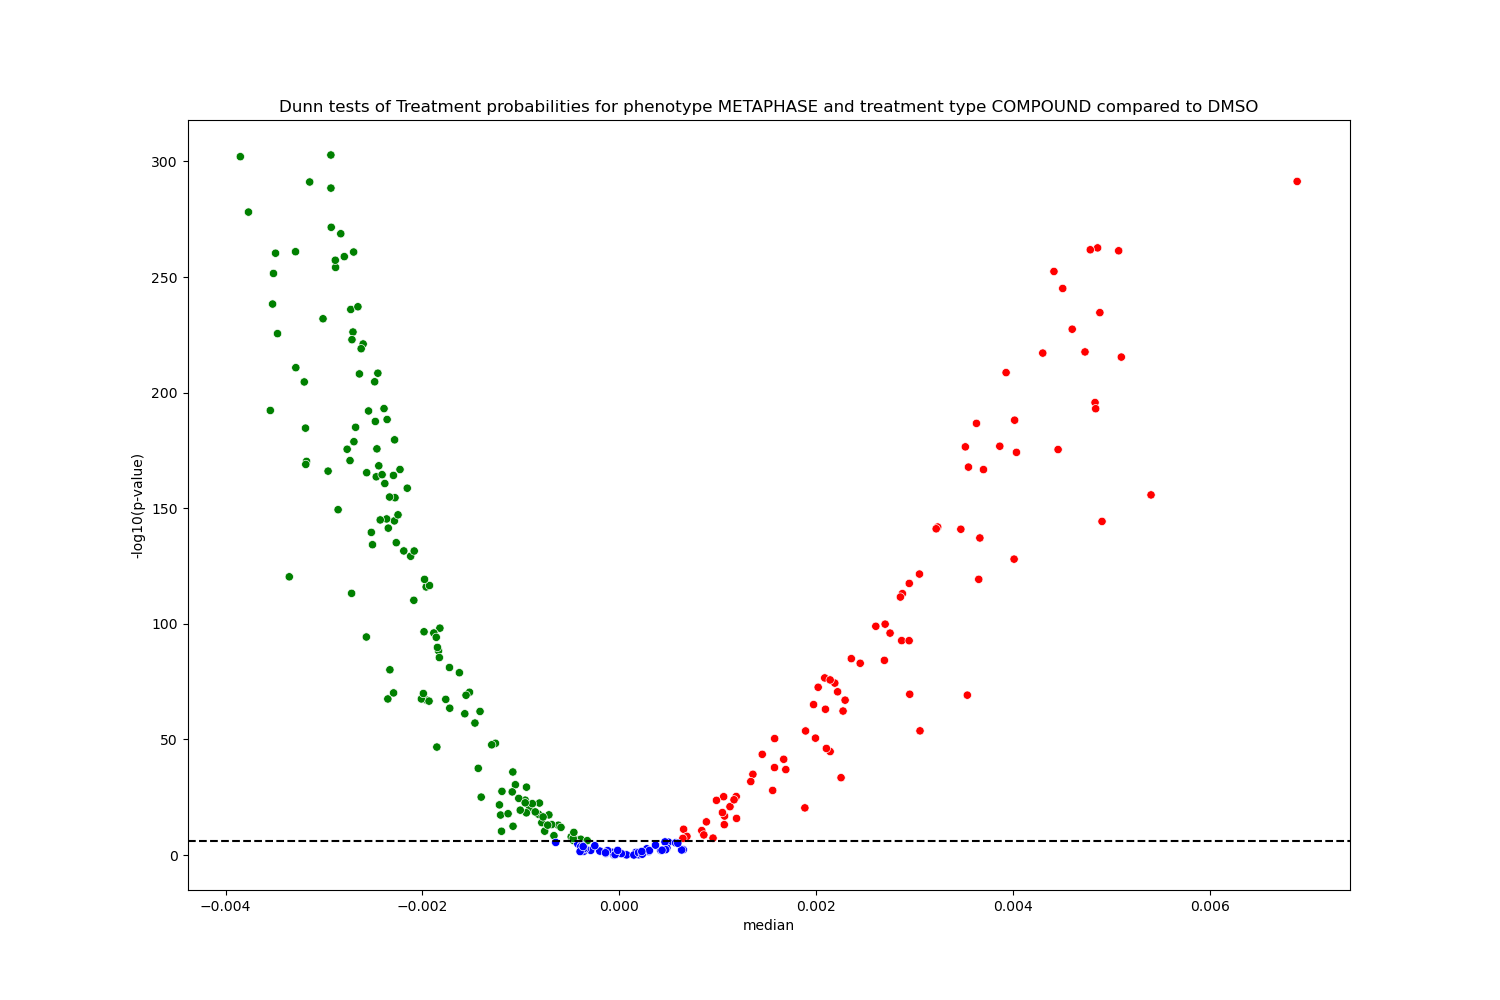 Dunn tests of Treatment probabilities for phenotype METAPHASE and treatment type COMPOUND compared to DMSO
300
250
200
150
100
50
0
-log10(p-value)
−0.004 −0.002 0.000 0.002 0.004 0.006
median